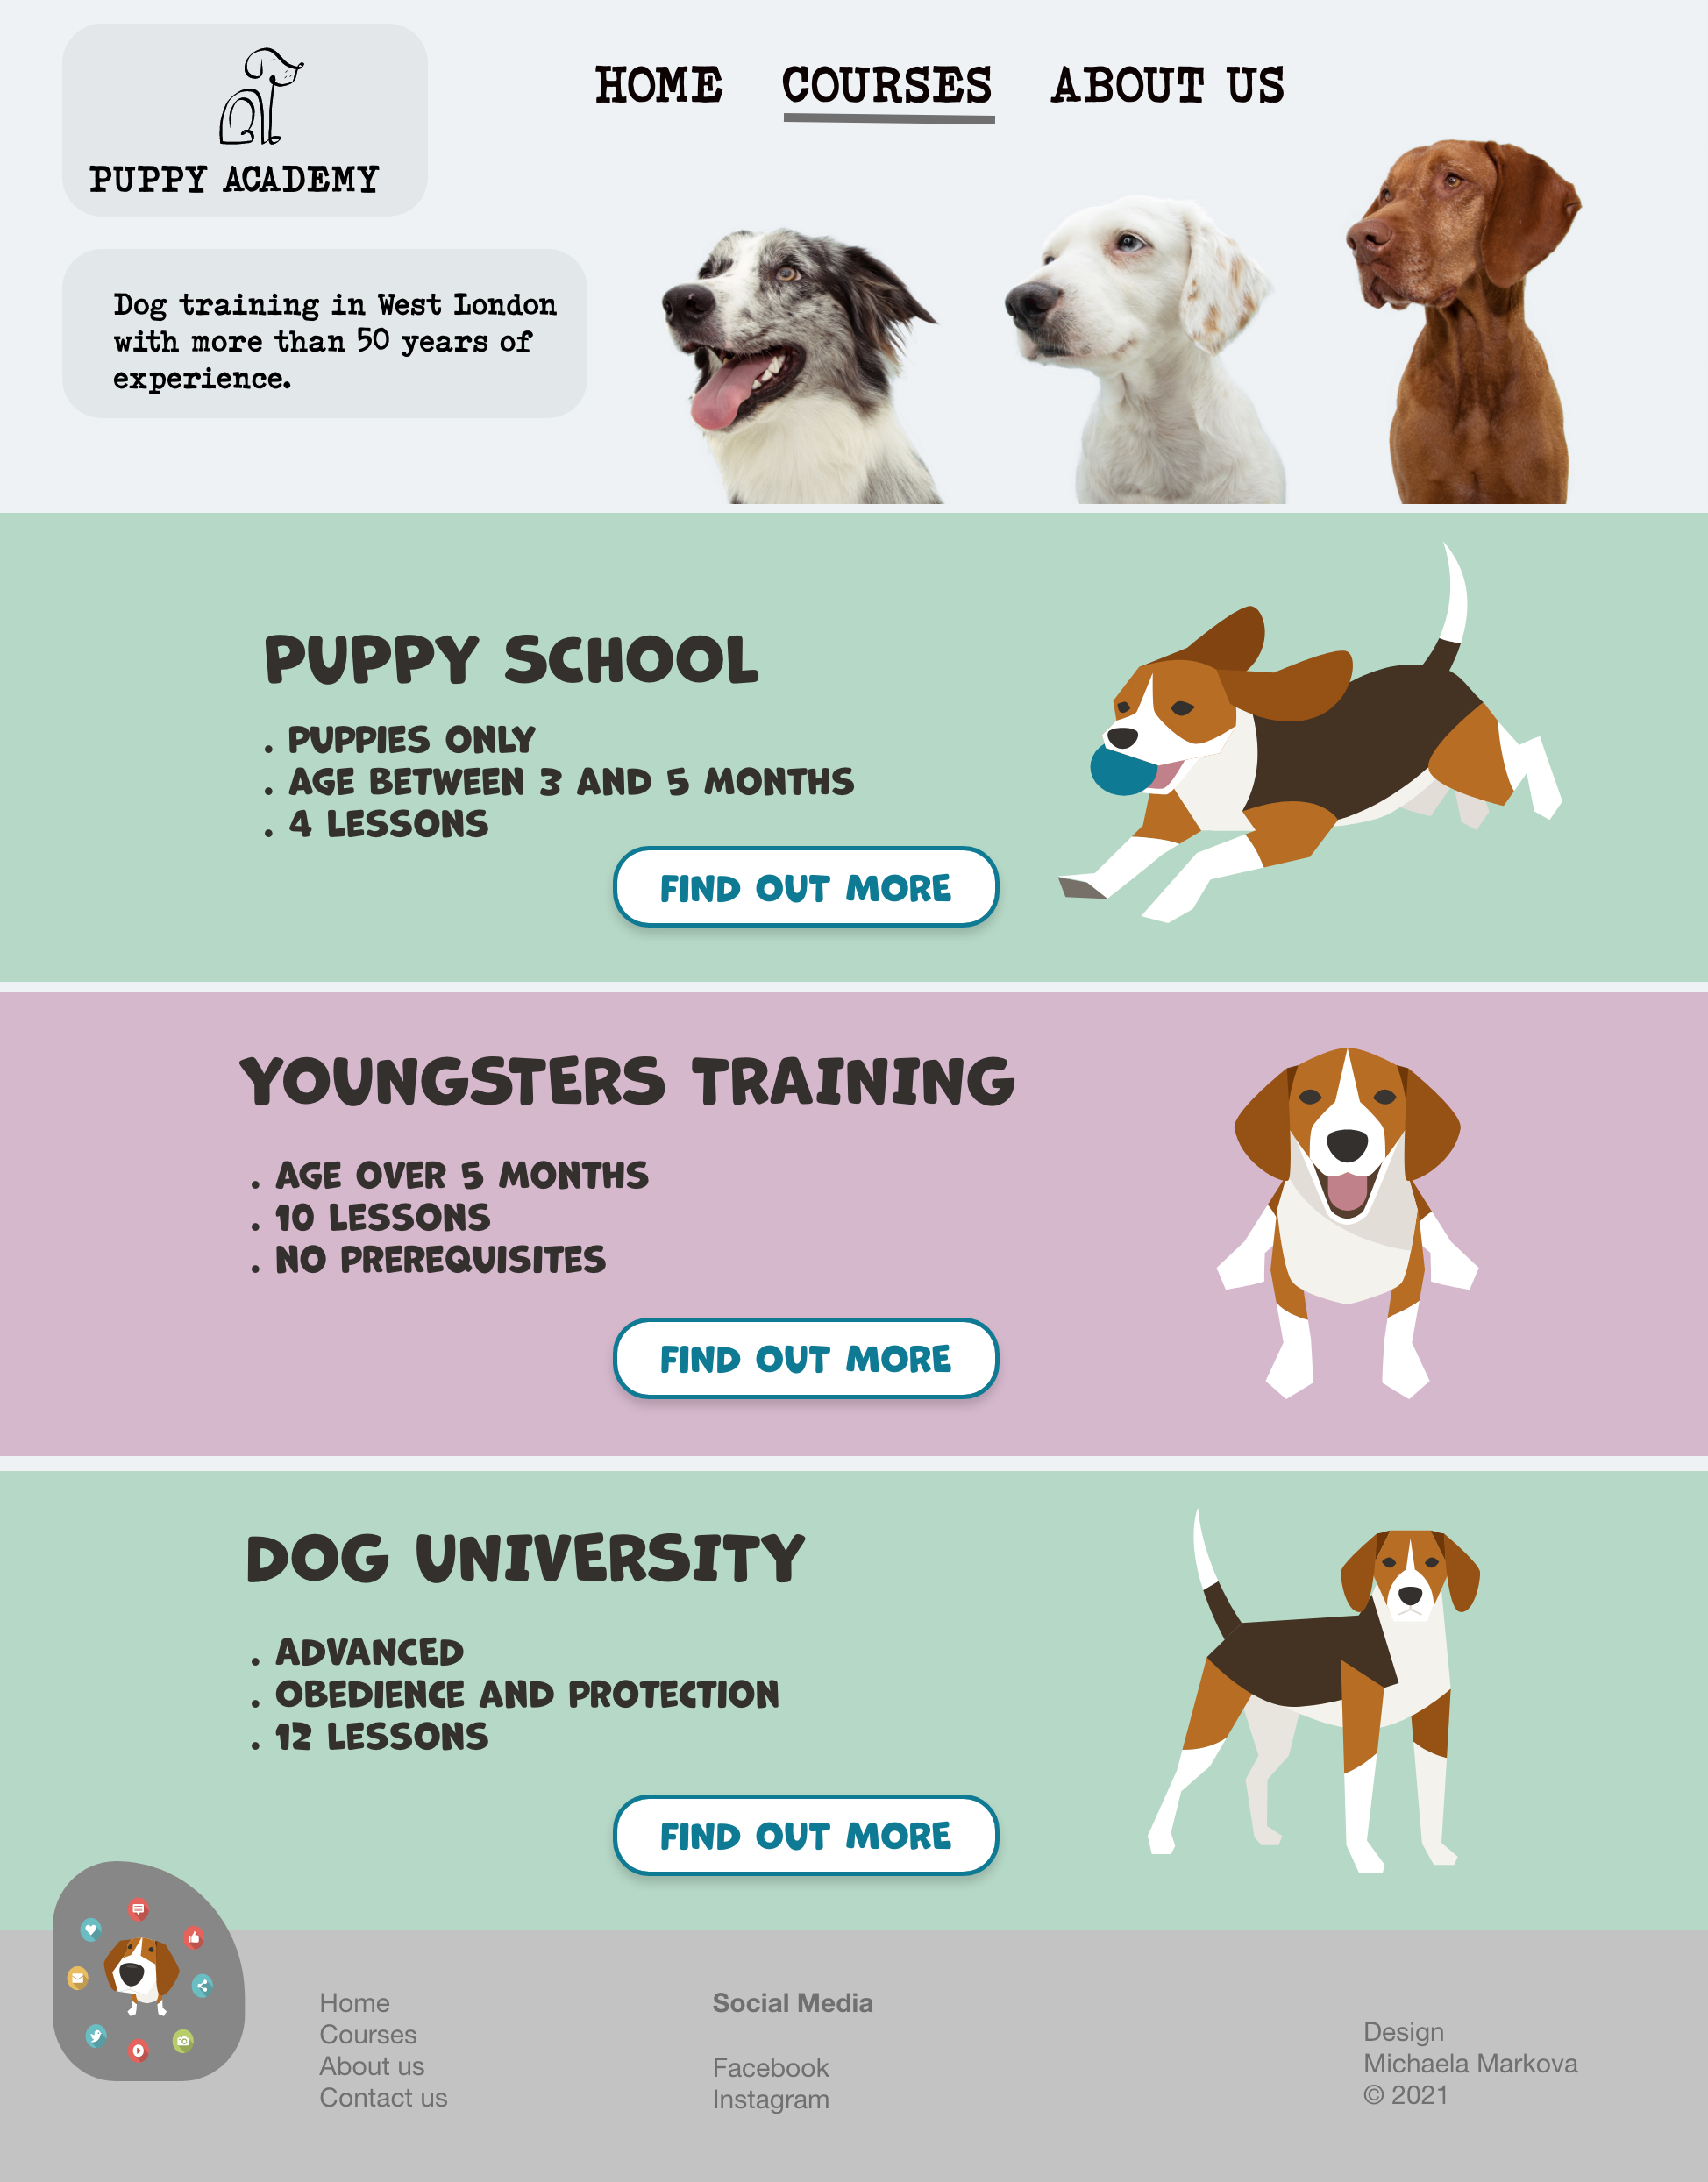 PUPPY ACADEMY
HOME COURSES ABOUT US
Dog training in West London
with more than 50 years of
experience.
PUPPY SCHOOL
. PUPPIES ONLY
. AGE BETWEEN 3 AND 5 MONTHS
. 4 LESSONS
FIND OUT MORE
YOUNGSTERS TRAINING
. AGE OVER 5 MONTHS
. 10 LESSONS
. NO PREREQUISITES
FIND OUT MORE
DOG UNIVERSITY
. ADVANCED
. OBEDIENCE AND PROTECTION
. 12 LESSONS
FIND OUT MORE
Home
Courses
About us
Contact us
Social Media
Facebook
Instagram
Design
Michaela Markova
© 2021